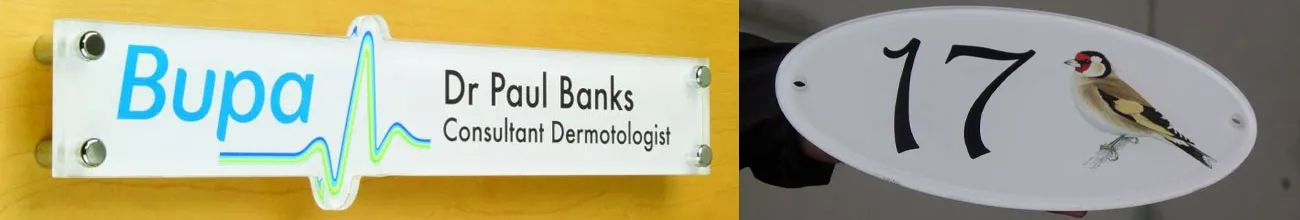 Bupa
Dr Paul Banks
Consultant Dermotologist
17